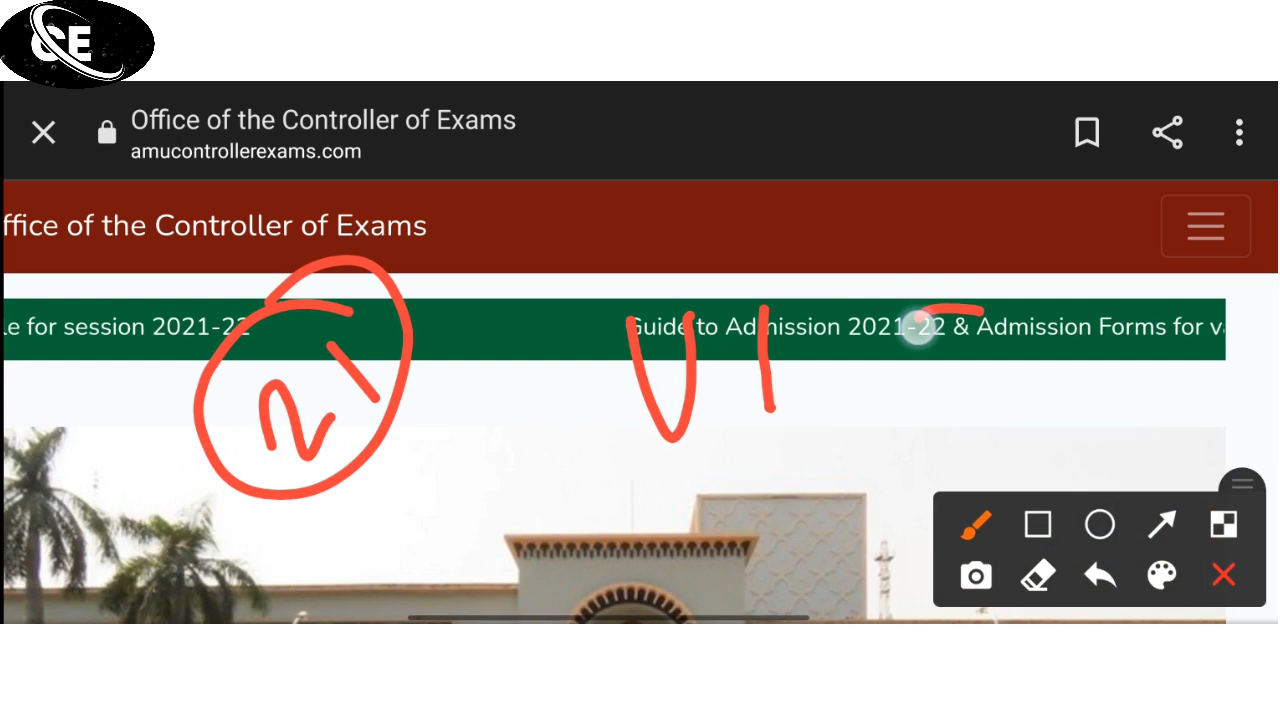 CE
Office of the Controller of Exams
amucontrollerexams.com
ffice of the Controller of Exams
le for session 2021-22 Guide to Admission 2021-22 & Admission Forms for va
21
VI